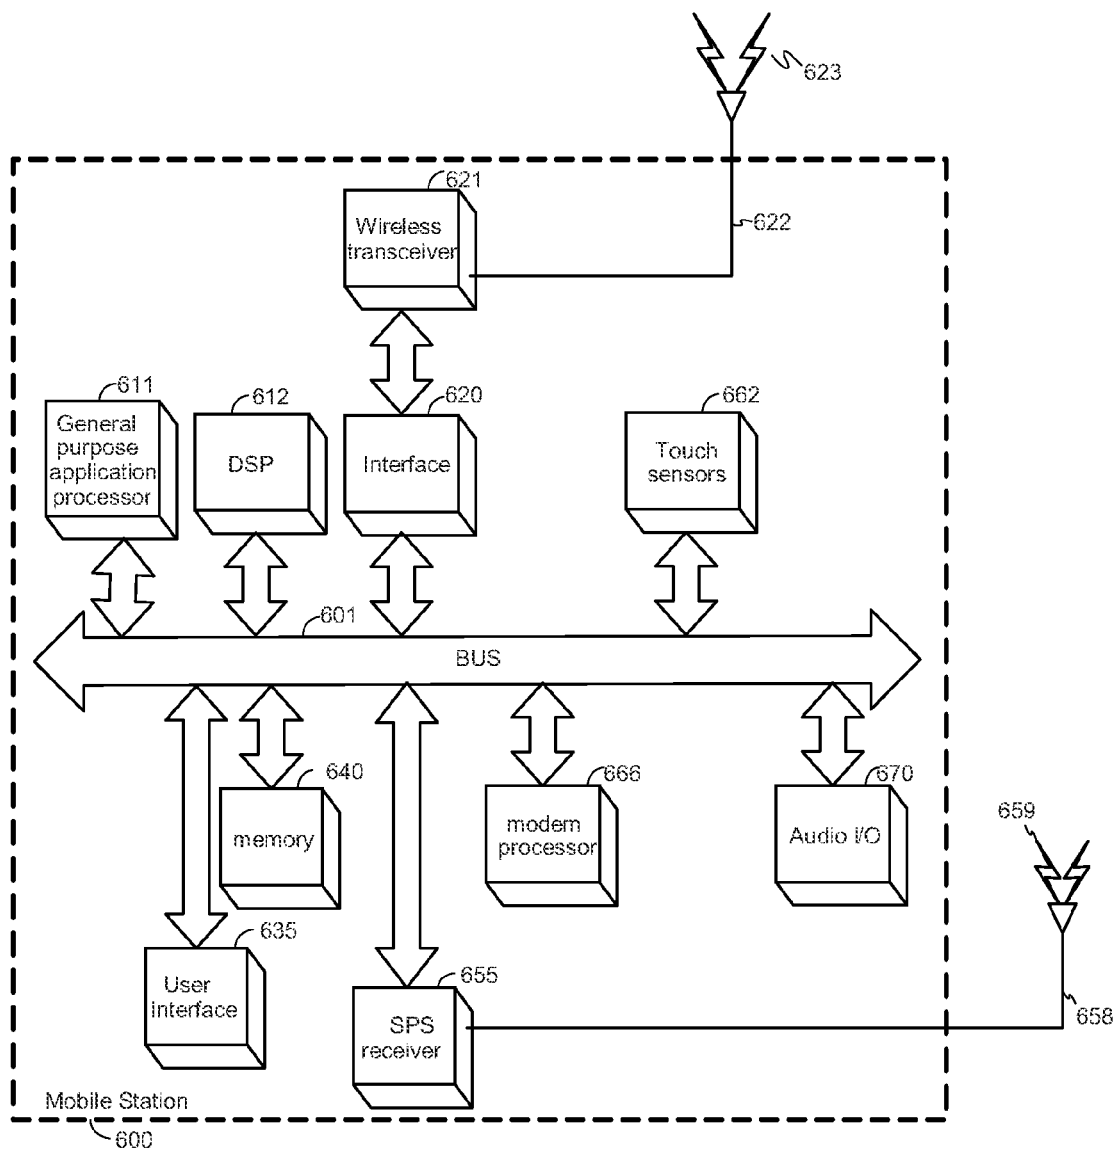 623
621
Wireless
transceiver
622
611
General
purpose
application
processor
612
DSP
620
Interface
662
Touch
sensors
601
BUS
640
memory
666
modem
processor
670
Audio I/O
659
635
User
interface
655
SPS
receiver
658
Mobile Station
600